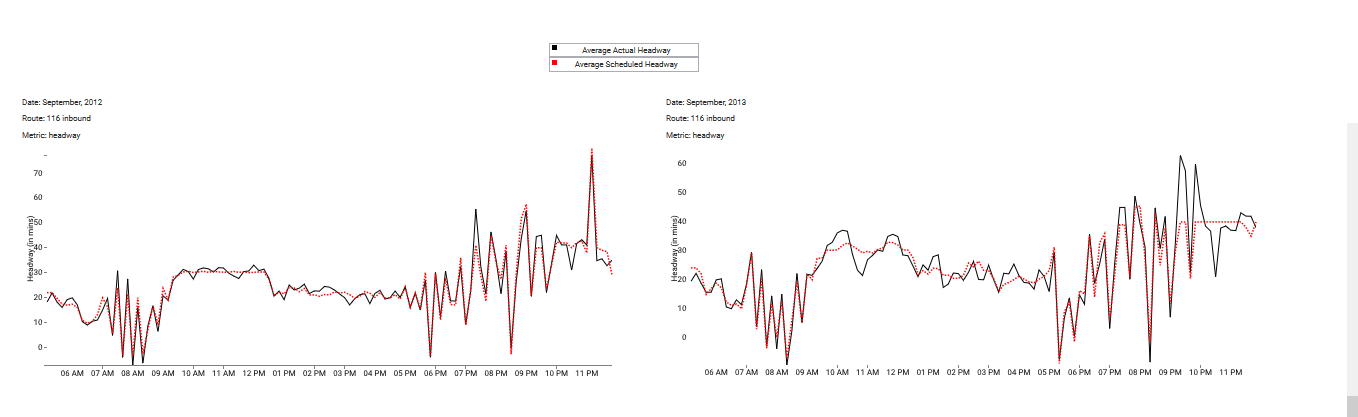 Average Actual Headway
Average Scheduled Headway
Date: September, 2012
Route: 116 inbound
Metric: headway
70
60
50
40
30
20
10
0
Headway (in mins)
06 AM 07 AM 08 AM 09 AM 10 AM 11 AM 12 PM 01 PM 02 PM 03 PM 04 PM 05 PM 06 PM 07 PM 08 PM 09 PM 10 PM 11 PM
Date: September, 2013
Route: 116 inbound
Metric: headway
60
50
40
30
20
10
0
Headway (in mins)
06 AM 07 AM 08 AM 09 AM 10 AM 11 AM 12 PM 01 PM 02 PM 03 PM 04 PM 05 PM 06 PM 07 PM 08 PM 09 PM 10 PM 11 PM